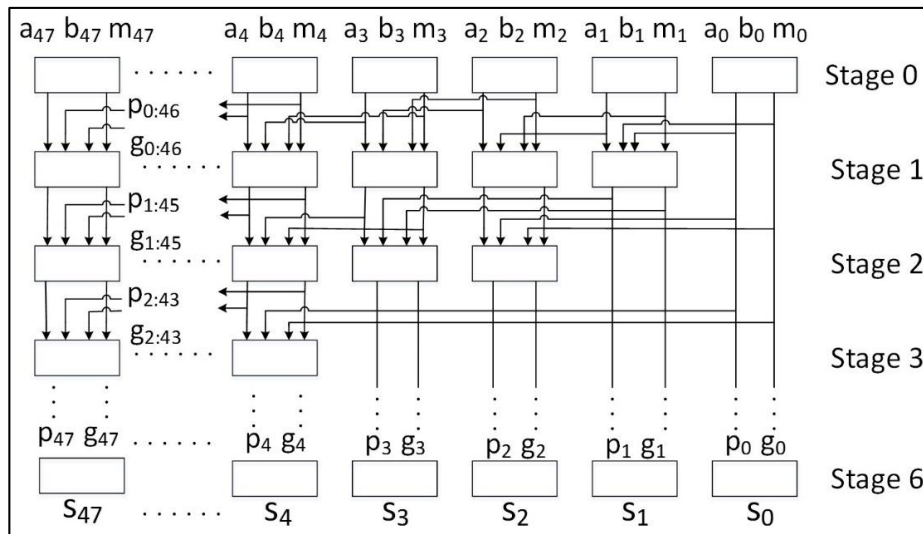 a₄₇ b₄₇ m₄₇ a₄ b₄ m₄ a₃ b₃ m₃ a₂ b₂ m₂ a₁ b₁ m₁ a₀ b₀ m₀
. . . . . . Stage 0
p₀:₄₆
g₀:₄₆
. . . . . . Stage 1
p₁:₄₅
g₁:₄₅
. . . . . . Stage 2
p₂:₄₃
g₂:₄₃
. . . . . . Stage 3
p₄₇ g₄₇ . . . . . . p₄ g₄ p₃ g₃ p₂ g₂ p₁ g₁ p₀ g₀
Stage 6
S₄₇ . . . . . . S₄ S₃ S₂ S₁ S₀